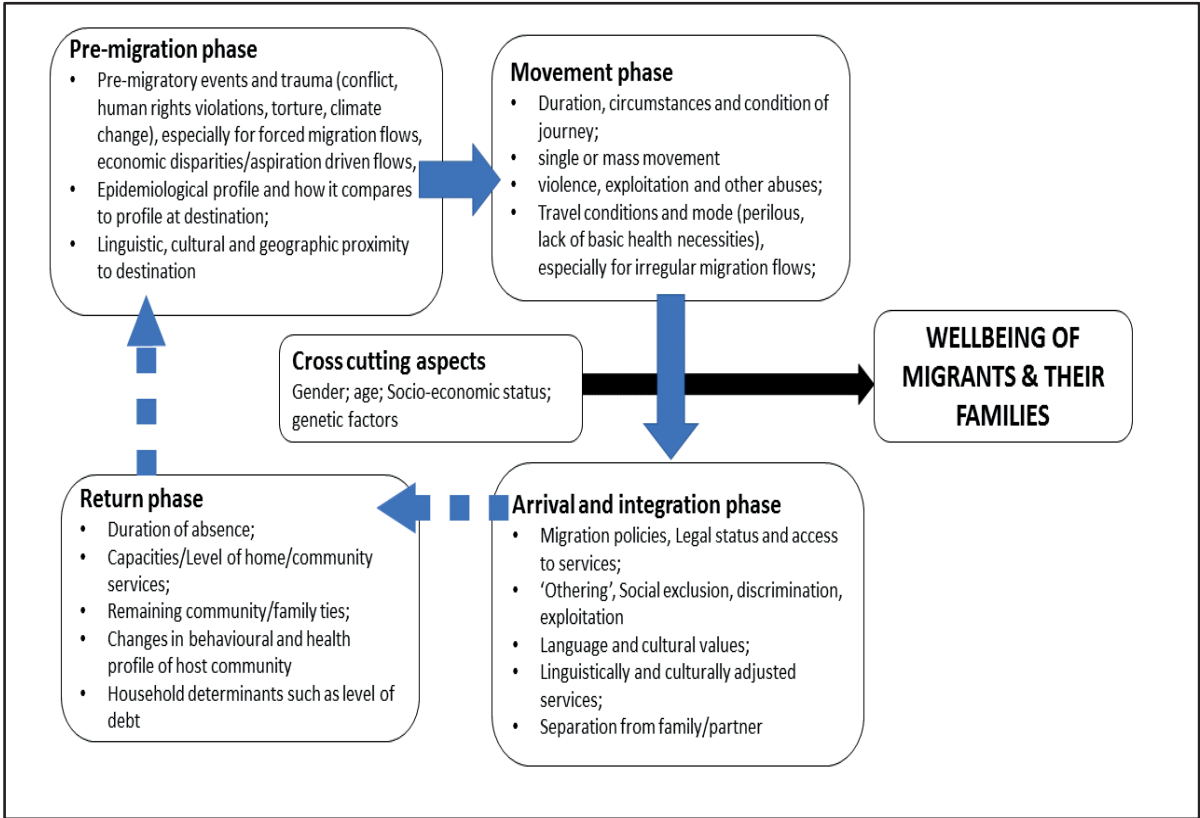 Pre-migration phase
• Pre-migratory events and trauma (conflict,
human rights violations, torture, climate
change), especially for forced migration flows,
economic disparities/aspiration driven flows,
• Epidemiological profile and how it compares
to profile at destination;
• Linguistic, cultural and geographic proximity
to destination
Movement phase
• Duration, circumstances and condition of
journey;
• single or mass movement
• violence, exploitation and other abuses;
• Travel conditions and mode (perilous,
lack of basic health necessities),
especially for irregular migration flows;
Cross cutting aspects
Gender; age; Socio-economic status;
genetic factors
WELLBEING OF
MIGRANTS & THEIR
FAMILIES
Arrival and integration phase
• Migration policies, Legal status and access
to services;
• ‘Othering’, Social exclusion, discrimination,
exploitation
• Language and cultural values;
• Linguistically and culturally adjusted
services;
• Separation from family/partner
Return phase
• Duration of absence;
• Capacities/Level of home/community
services;
• Remaining community/family ties;
• Changes in behavioural and health
profile of host community
• Household determinants such as level of
debt